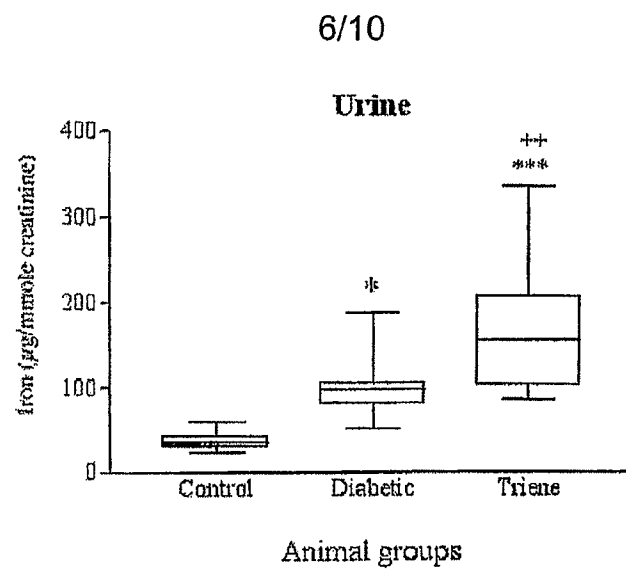 6/10
Urine
++
***
*
400
300
200
100
0
Iron (µg/mmole creatinine)
Control Diabetic Triene
Animal groups